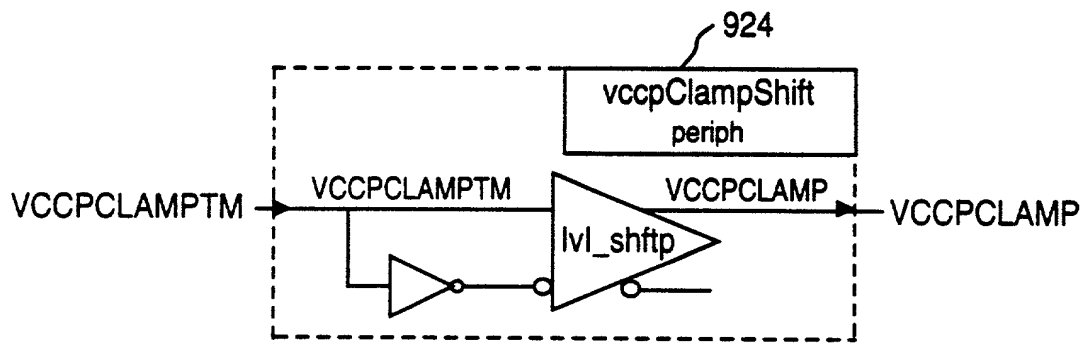 924
vccpClampShift
periph
VCCPCLAMPTM
VCCPCLAMPTM
VCCPCLAMP
VCCPCLAMP
lvl_shftp